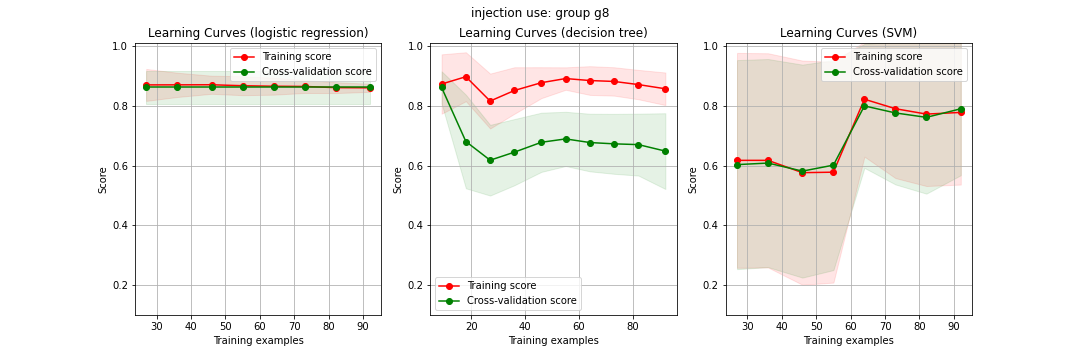 injection use: group g8
Learning Curves (logistic regression)
Training score
Cross-validation score
1.0
0.8
0.6
0.4
0.2
Score
30 40 50 60 70 80 90
Training examples
Learning Curves (decision tree)
1.0
0.8
0.6
0.4
0.2
Score
Training score
Cross-validation score
20 40 60 80
Training examples
Learning Curves (SVM)
Training score
Cross-validation score
1.0
0.8
0.6
0.4
0.2
Score
30 40 50 60 70 80 90
Training examples